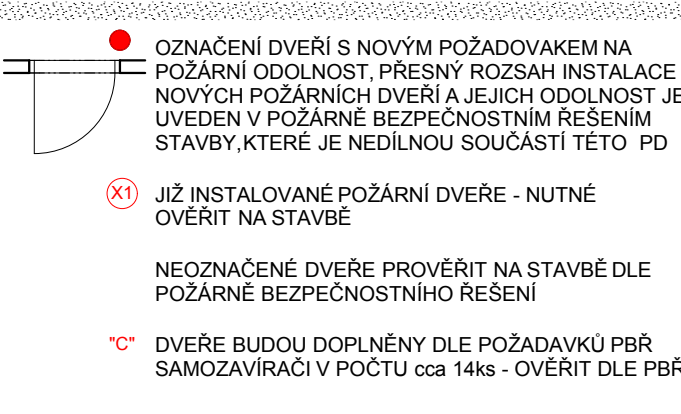 OZNAČENÍ DVEŘÍ S NOVÝM POŽADOVAKEM NA
POŽÁRNÍ ODOLNOST, PŘESNÝ ROZSAH INSTALACE
NOVÝCH POŽÁRNÍCH DVEŘÍ A JEJICH ODOLNOST JE
UVEDEN V POŽÁRNĚ BEZPEČNOSTNÍM ŘEŠENÍM
STAVBY, KTERÉ JE NEDÍLNOU SOUČÁSTÍ TÉTO PD
X1 JIŽ INSTALOVANÉ POŽÁRNÍ DVEŘE - NUTNÉ
OVĚŘIT NA STAVBĚ
NEOZNAČENÉ DVEŘE PROVĚŘIT NA STAVBĚ DLE
POŽÁRNĚ BEZPEČNOSTNÍHO ŘEŠENÍ
"C" DVEŘE BUDOU DOPLNĚNY DLE POŽADAVKŮ PBŘ
SAMOZAVÍRAČI V POČTU cca 14ks - OVĚŘIT DLE PBŘ